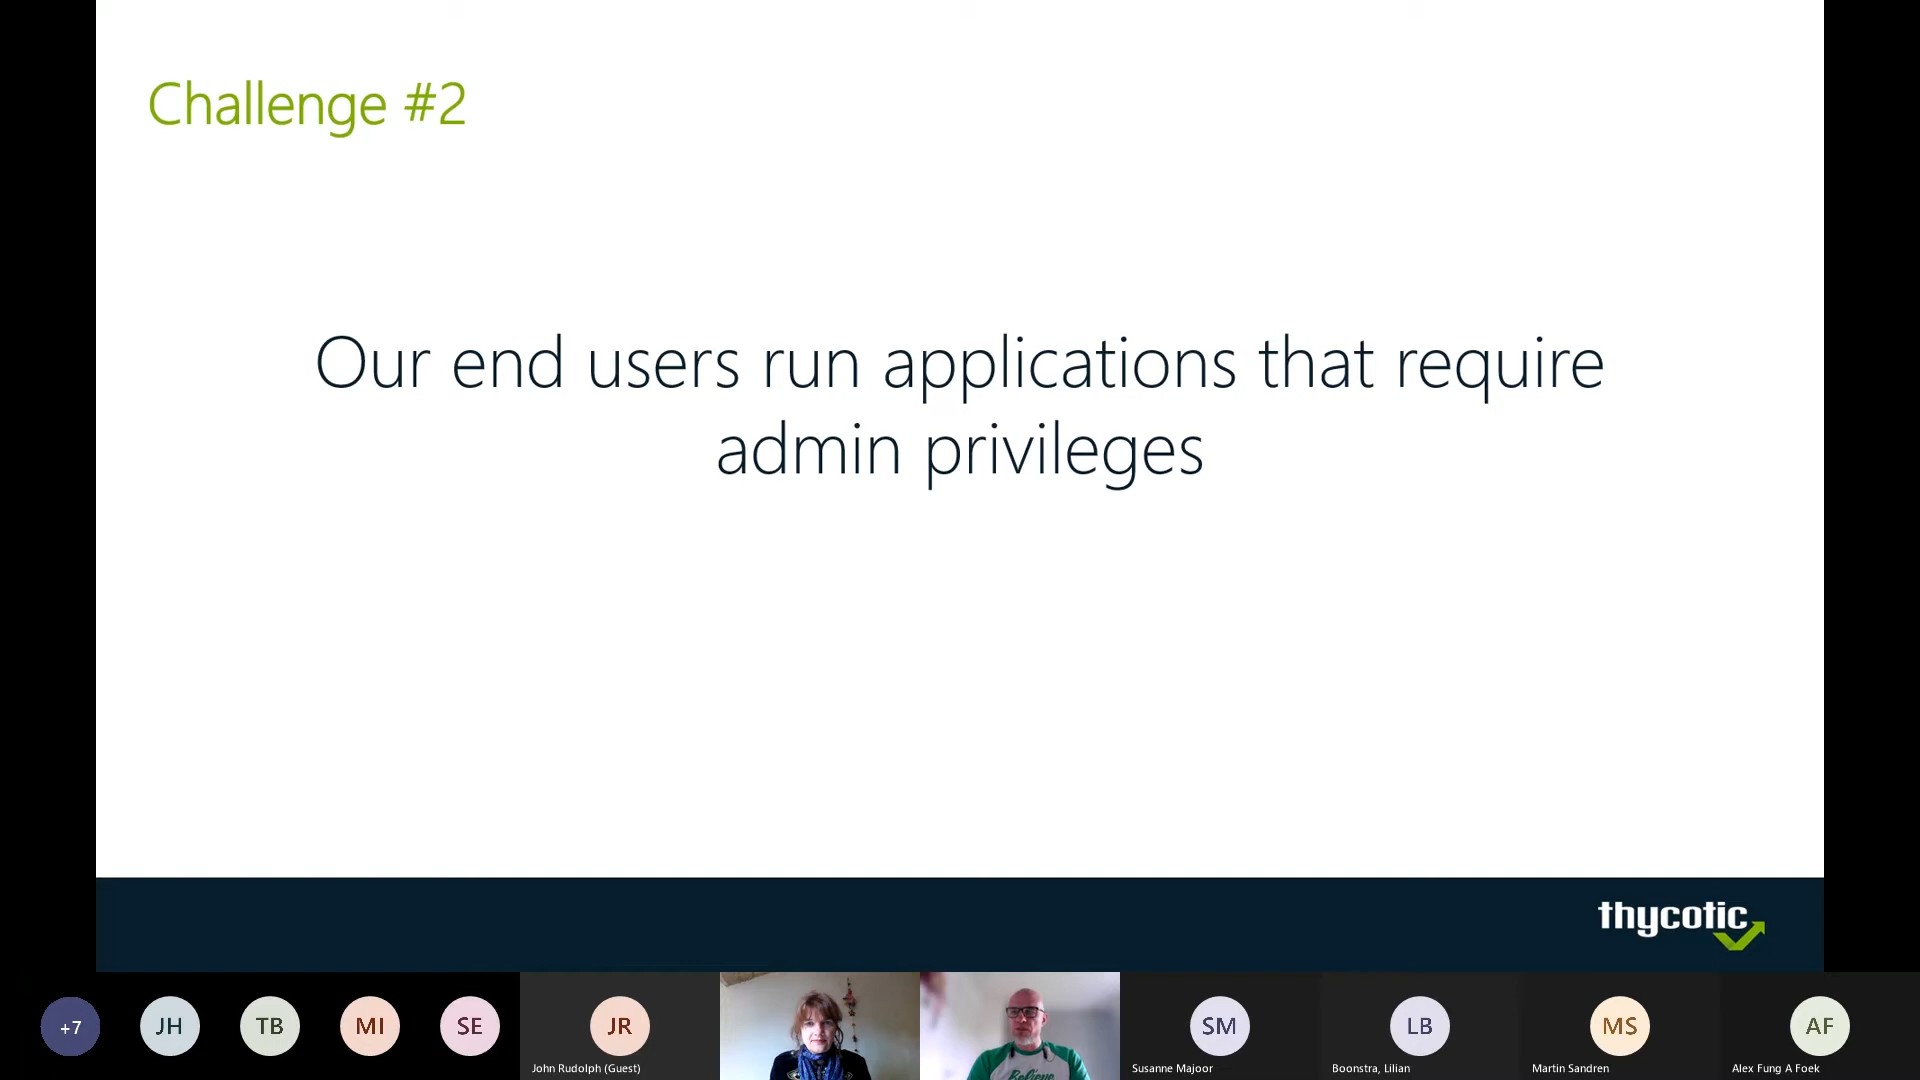 Challenge #2
Our end users run applications that require
admin privileges
thycotic
+7
JH
TB
MI
SE
JR
John Rudolph (Guest)
Believe
SM
Susanne Majoor
LB
Boonstra, Lilian
MS
Martin Sandren
AF
Alex Fung A Foek